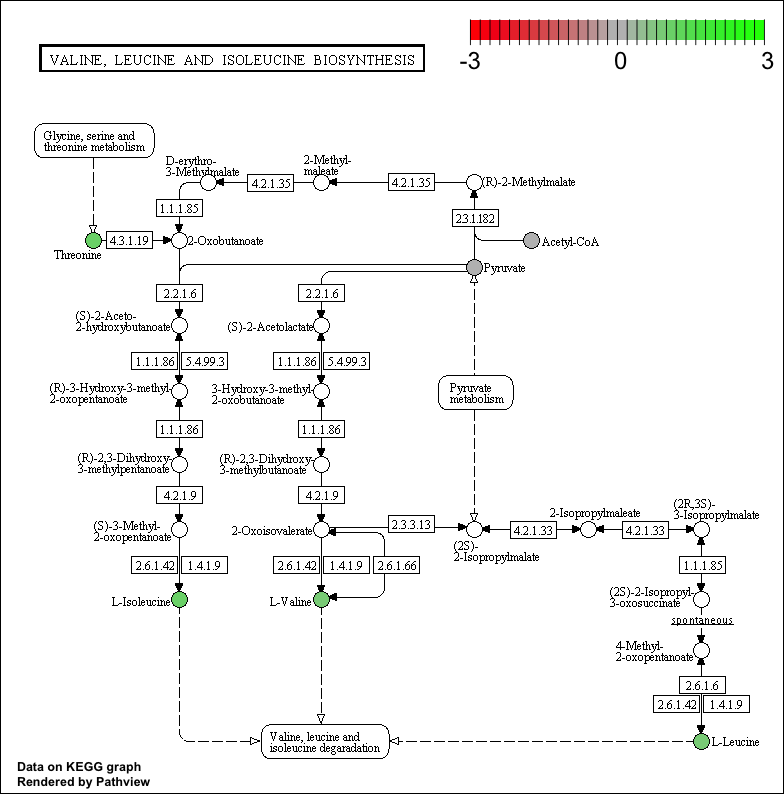 -3
0
3
VALINE, LEUCINE AND ISOLEUCINE BIOSYNTHESIS
Glycine, serine and
threonine metabolism
D-erythro-
3-Methylmalate
2-Methyl-
maleate
4.2.1.35
4.2.1.35
(R)-2-Methylmalate
1.1.1.85
2.3.1.182
4.3.1.19
2-Oxobutanoate
Acetyl-CoA
Threonine
Pyruvate
2.2.1.6
2.2.1.6
(S)-2-Aceto-
2-hydroxybutanoate
(S)-2-Acetolactate
1.1.1.86
5.4.99.3
1.1.1.86
5.4.99.3
(R)-3-Hydroxy-3-methyl-
2-oxopentanoate
3-Hydroxy-3-methyl-
2-oxobutanoate
Pyruvate
metabolism
1.1.1.86
1.1.1.86
(R)-2,3-Dihydroxy-
3-methylpentanoate
(R)-2,3-Dihydroxy-
3-methylbutanoate
4.2.1.9
4.2.1.9
(S)-3-Methyl-
2-oxopentanoate
2-Oxoisovalerate
2.3.3.13
(2S)-
2-Isopropylmalate
4.2.1.33
2-Isopropylmaleate
4.2.1.33
(2R,3S)-
3-Isopropylmalate
2.6.1.42
1.4.1.9
2.6.1.42
1.4.1.9
2.6.1.66
1.1.1.85
L-Isoleucine
L-Valine
(2S)-2-Isopropyl-
3-oxosuccinate
spontaneous
4-Methyl-
2-oxopentanoate
2.6.1.6
2.6.1.42
1.4.1.9
Valine, leucine and
isoleucine degradation
L-Leucine
Data on KEGG graph
Rendered by Pathview